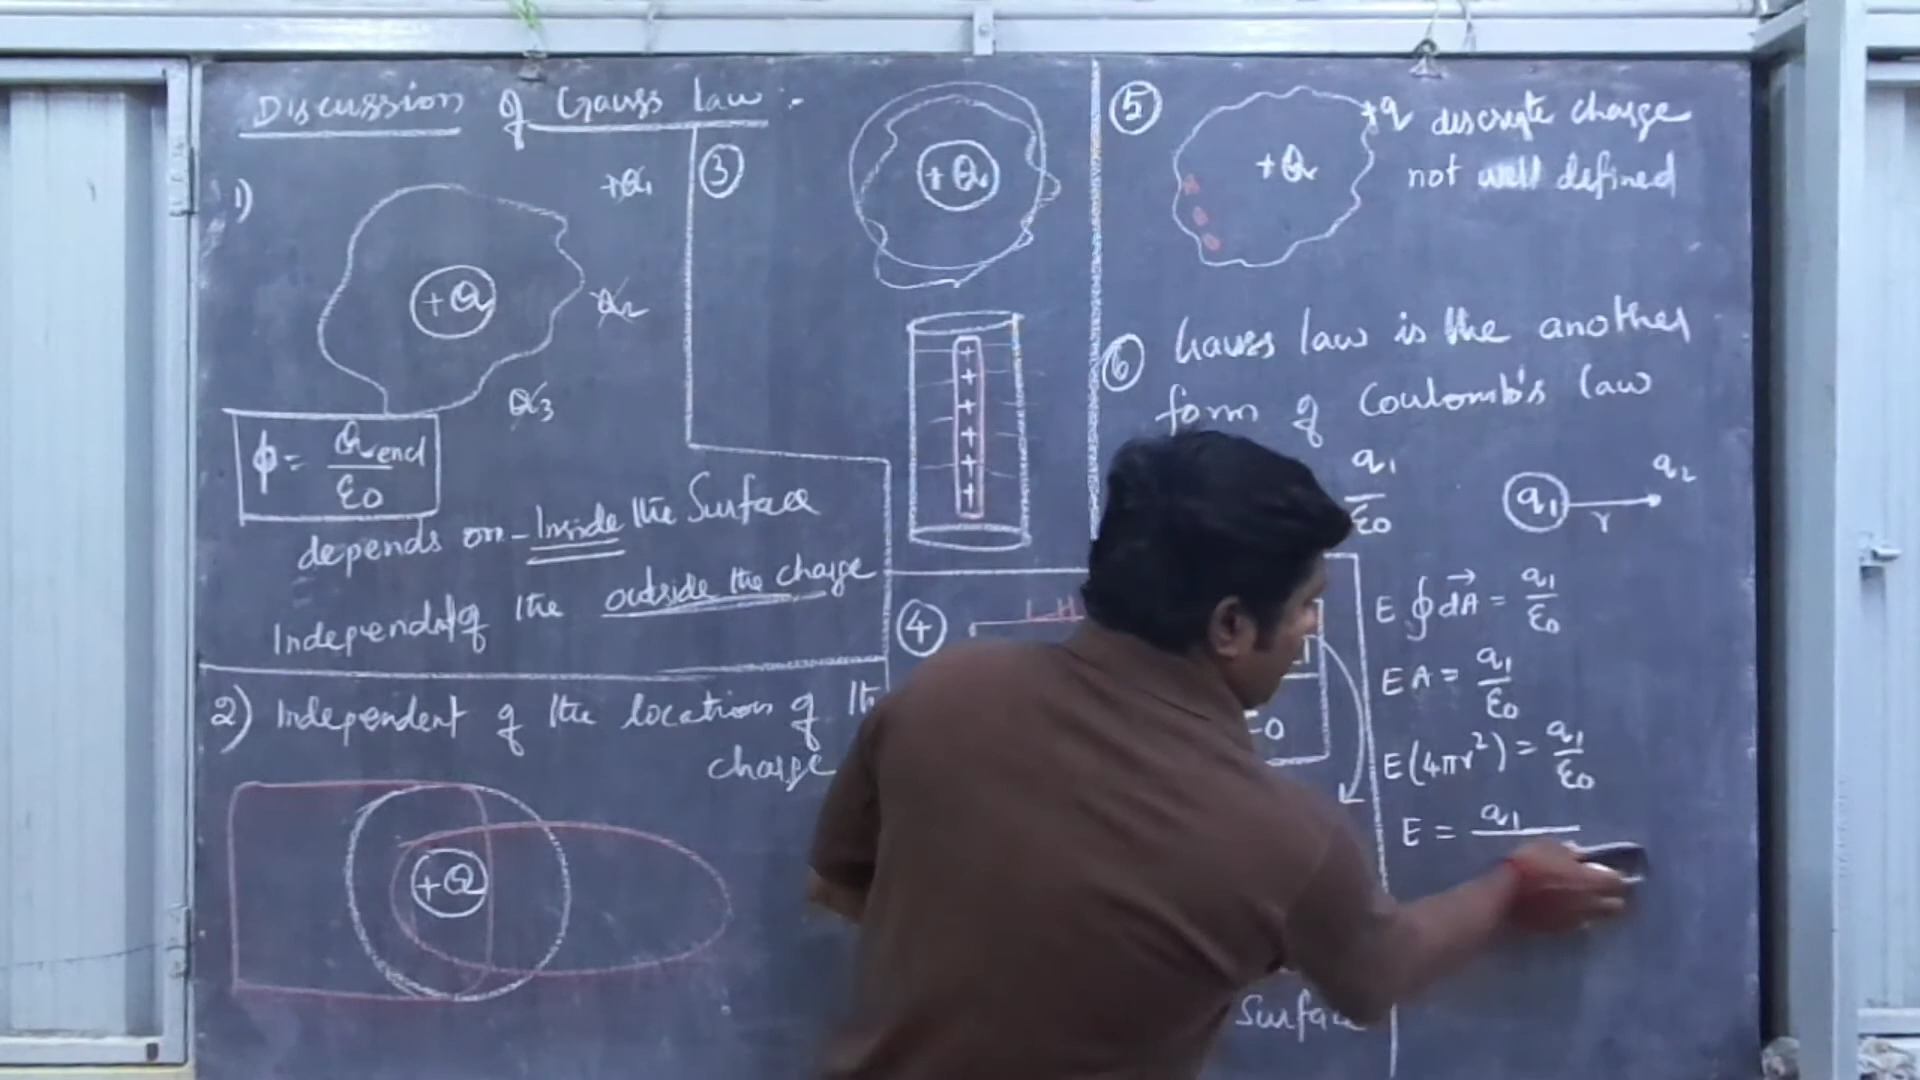 Discussion of Gauss law :-
1)
+Q1
+Q
Q2
Q3
ϕ = Qencl / ε0
depends on - Inside the Surface
Independent of the outside the charge
2) Independent of the locations of the
charge
+Q
3
+Q
+
+
+
+
+
+
4
Surface
5
+Q
+q discrete charge
not well defined
6 Gauss law is the another
form of Coulomb's law
q1 / ε0
q1
r
q2
E ∮ dA⃗ = q1 / ε0
EA = q1 / ε0
E(4πr²) = q1 / ε0
E = q1